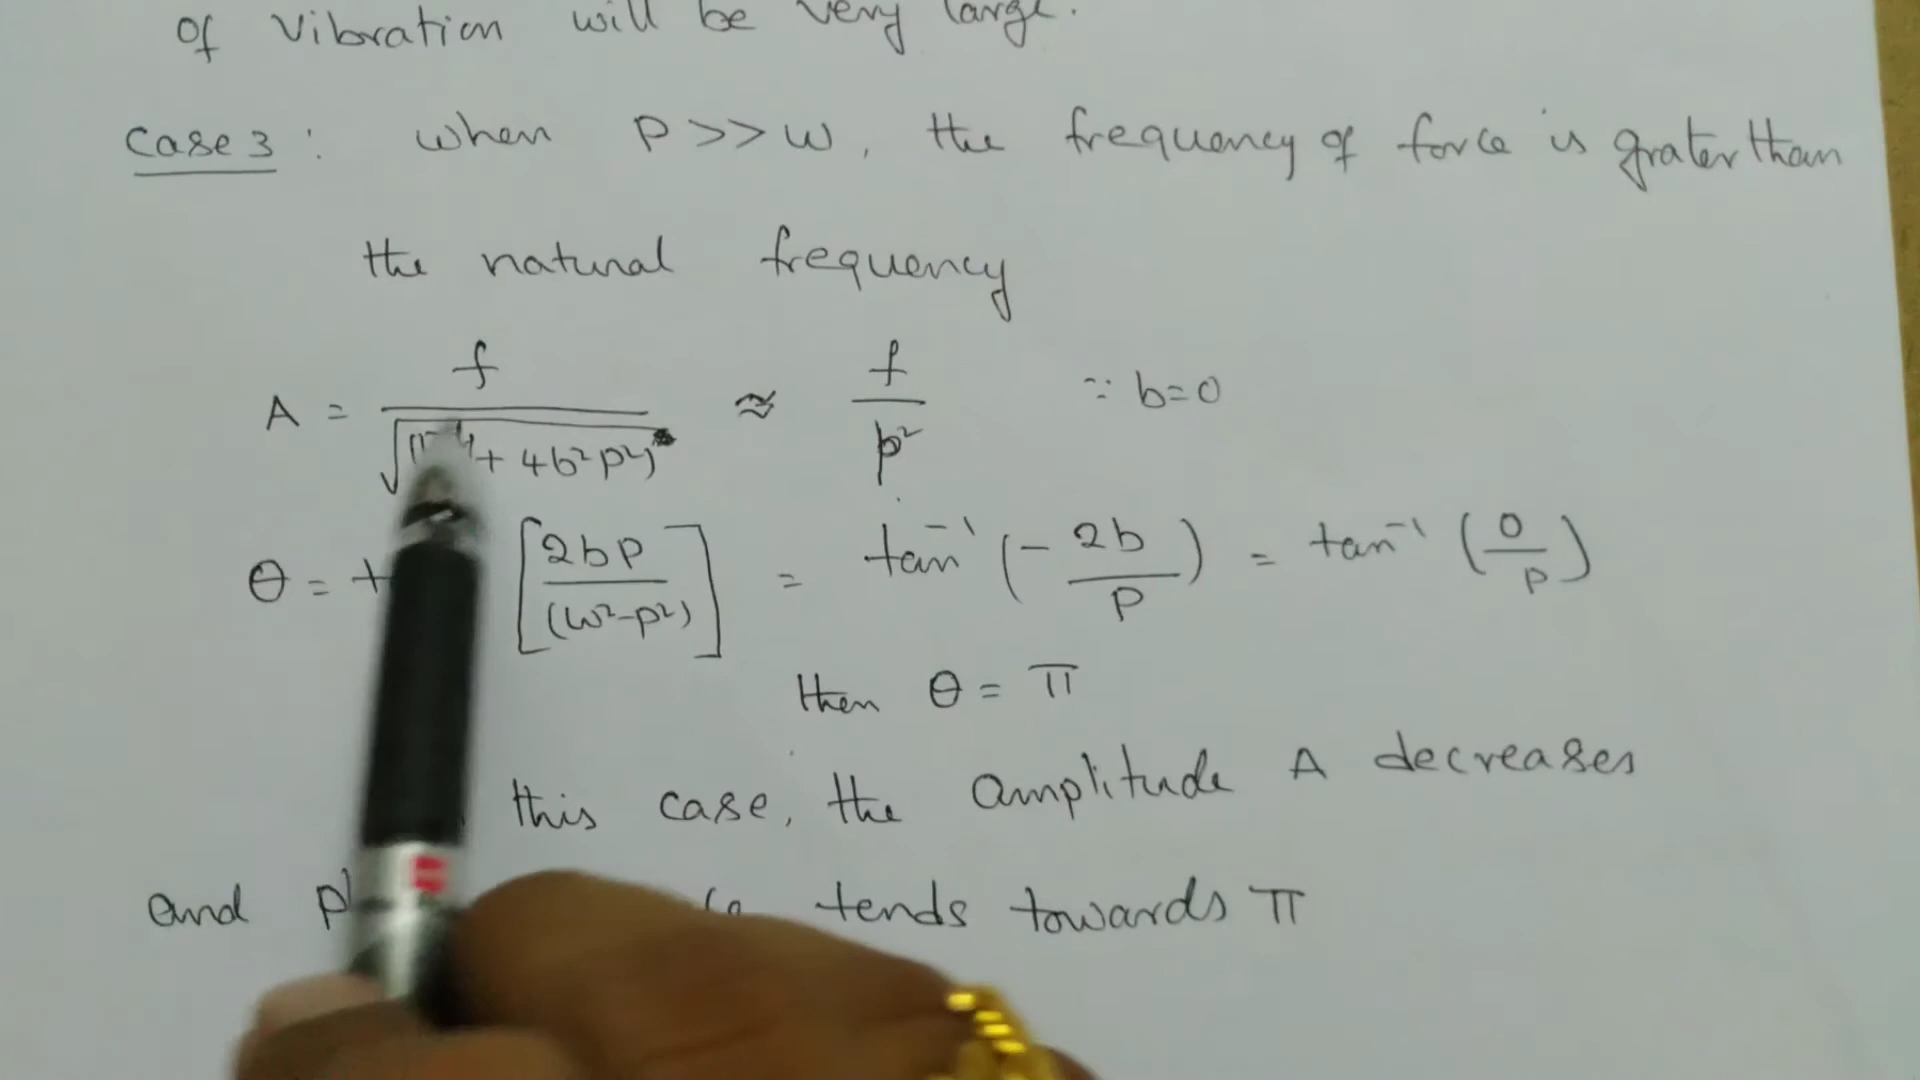 of vibration will be very large.
Case 3 : when P >> w, the frequency of force is grater than
the natural frequency
A = f / √( + 4b²p²) ≈ f / p² ∵ b=0
θ = [2bp / (w²-p²)] = tan⁻¹ (- 2b / P) = tan⁻¹ (0 / P)
then θ = π
this case, the amplitude A decreases
and tends towards π